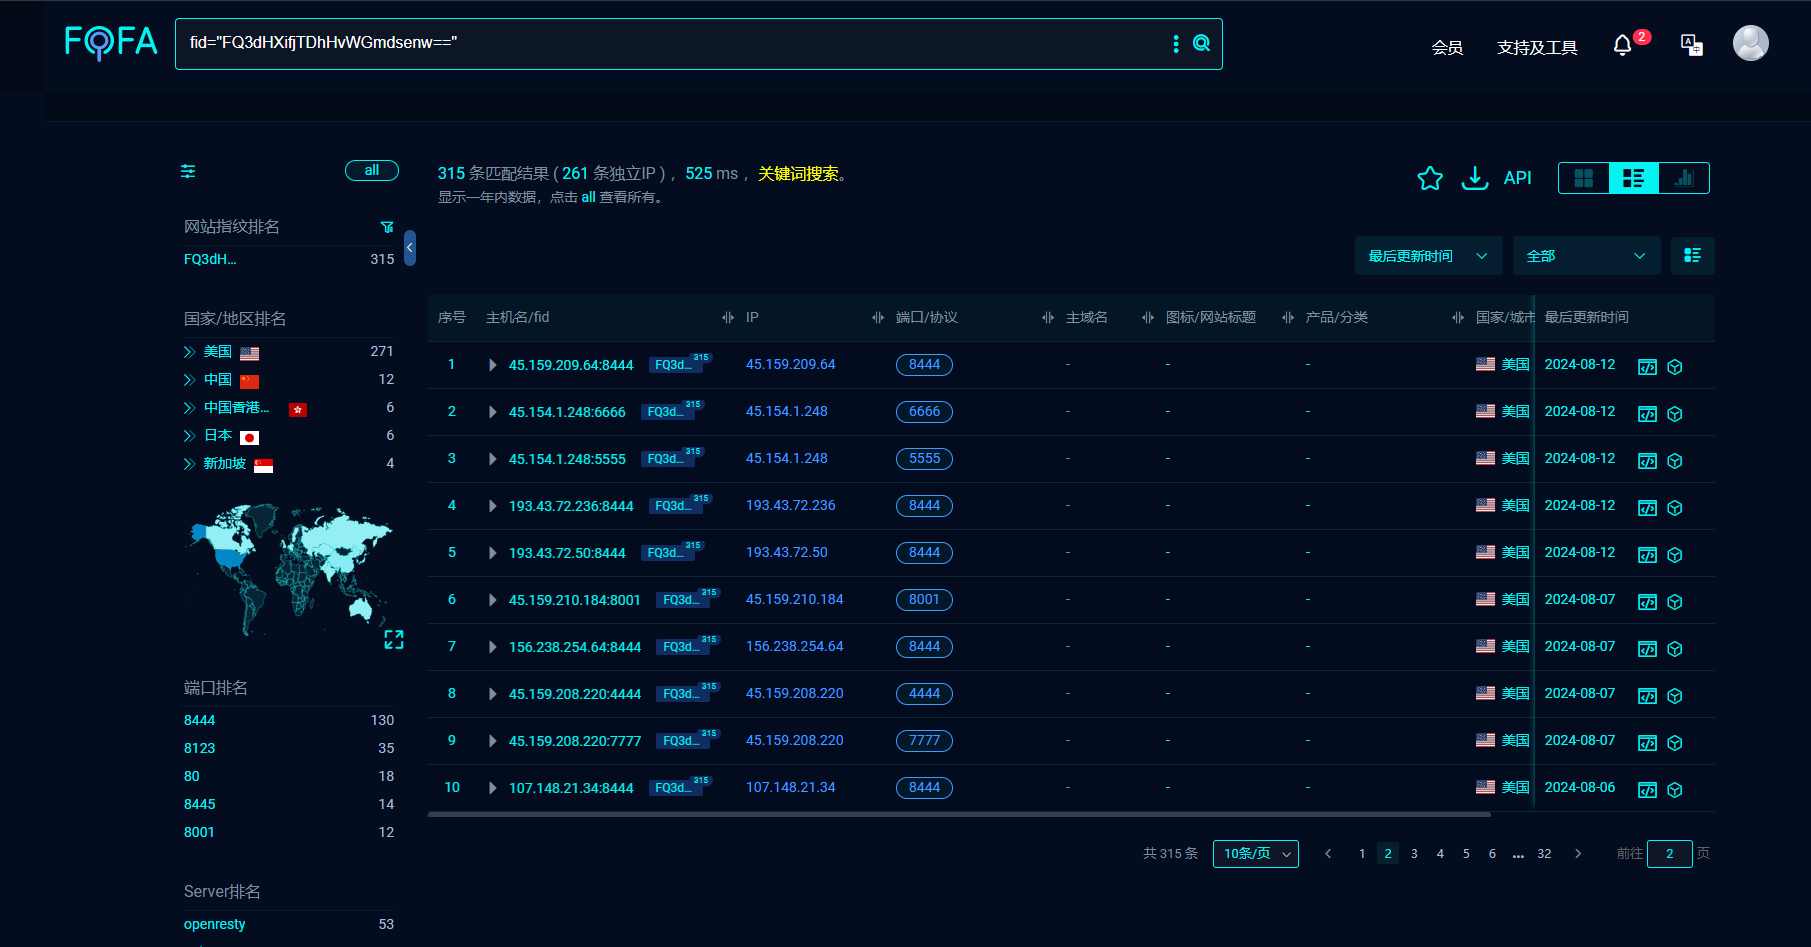 FOFA
fid="FQ3dHXifjTDhHvWGmdsenw=="
会员
支持及工具
2
all
315 条匹配结果 ( 261 条独立IP ) ，525 ms ，关键词搜索。
显示一年内数据，点击 all 查看所有。
API
网站指纹排名
FQ3dH... 315
国家/地区排名
美国 271
中国 12
中国香港... 6
日本 6
新加坡 4
端口排名
8444 130
8123 35
80 18
8445 14
8001 12
Server排名
openresty 53
最后更新时间
全部
序号 主机名/fid IP 端口/协议 主域名 图标/网站标题 产品/分类 国家/城市 最后更新时间
1 45.159.209.64:8444 FQ3d... 315 45.159.209.64 8444 - - - 美国 2024-08-12
2 45.154.1.248:6666 FQ3d... 315 45.154.1.248 6666 - - - 美国 2024-08-12
3 45.154.1.248:5555 FQ3d... 315 45.154.1.248 5555 - - - 美国 2024-08-12
4 193.43.72.236:8444 FQ3d... 315 193.43.72.236 8444 - - - 美国 2024-08-12
5 193.43.72.50:8444 FQ3d... 315 193.43.72.50 8444 - - - 美国 2024-08-12
6 45.159.210.184:8001 FQ3d... 315 45.159.210.184 8001 - - - 美国 2024-08-07
7 156.238.254.64:8444 FQ3d... 315 156.238.254.64 8444 - - - 美国 2024-08-07
8 45.159.208.220:4444 FQ3d... 315 45.159.208.220 4444 - - - 美国 2024-08-07
9 45.159.208.220:7777 FQ3d... 315 45.159.208.220 7777 - - - 美国 2024-08-07
10 107.148.21.34:8444 FQ3d... 315 107.148.21.34 8444 - - - 美国 2024-08-06
共 315 条 10条/页 1 2 3 4 5 6 ... 32 前往 2 页